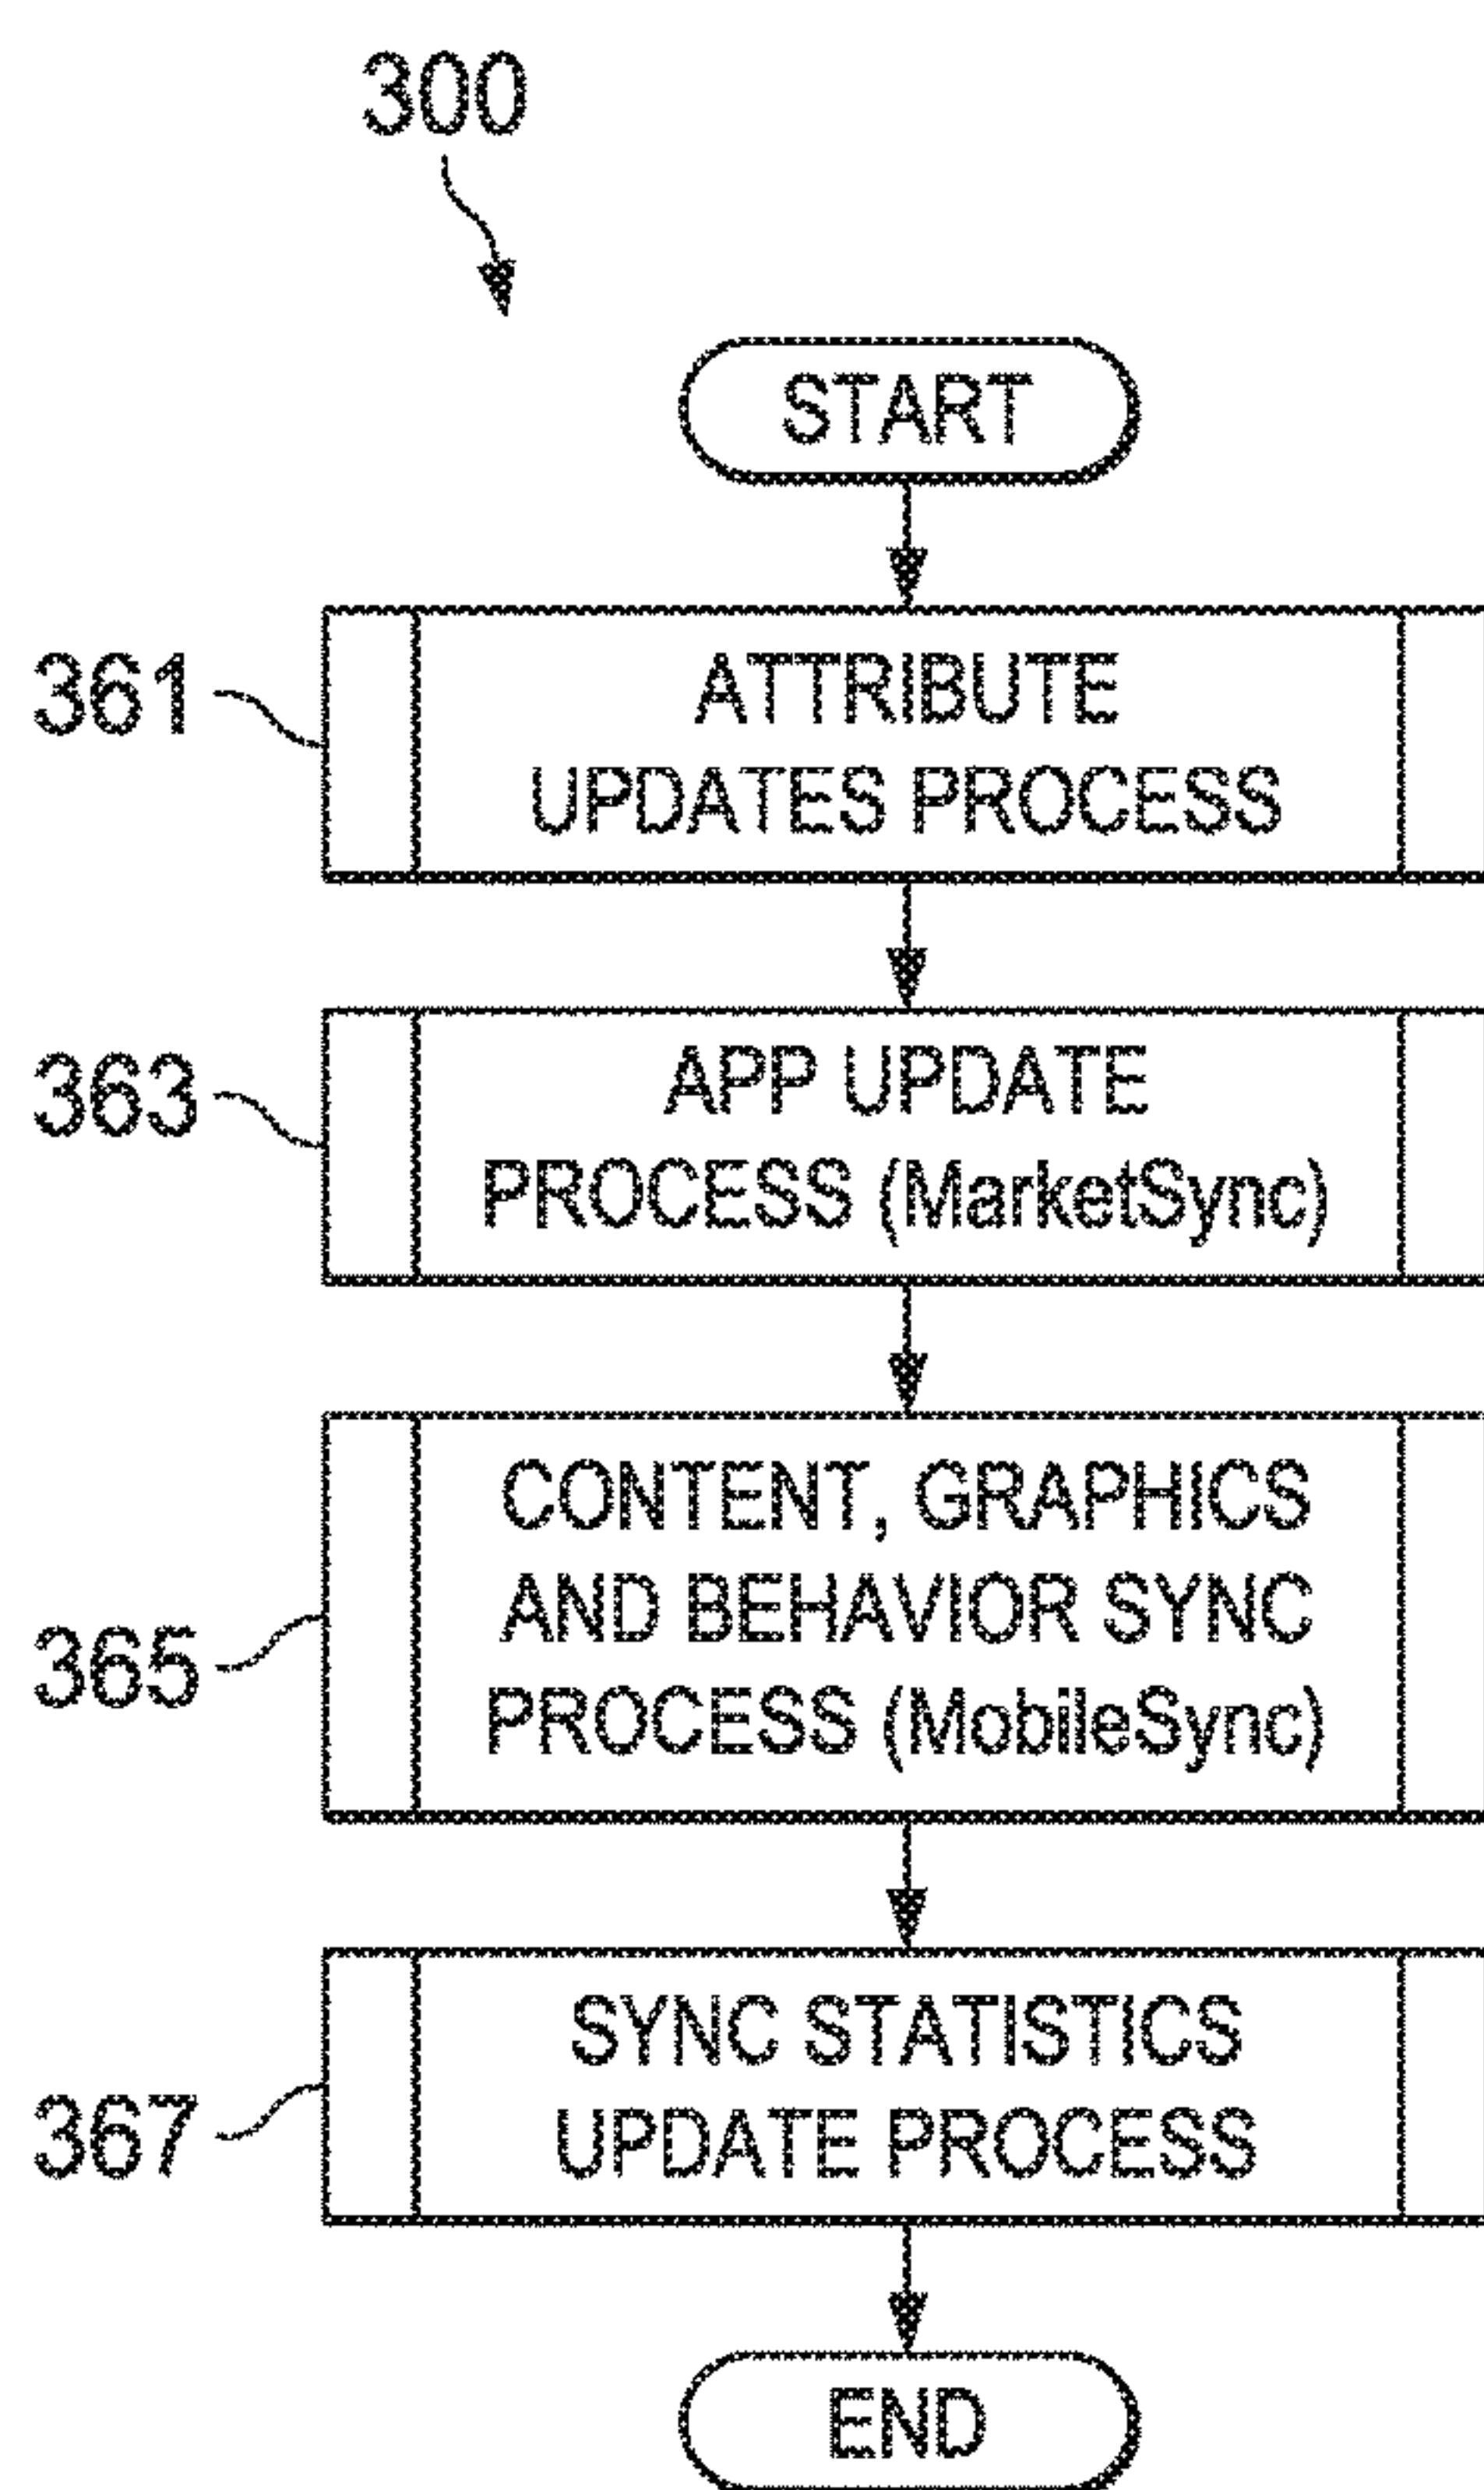 300
START
361
ATTRIBUTE
UPDATES PROCESS
363
APP UPDATE
PROCESS (MarketSync)
365
CONTENT, GRAPHICS
AND BEHAVIOR SYNC
PROCESS (MobileSync)
367
SYNC STATISTICS
UPDATE PROCESS
END